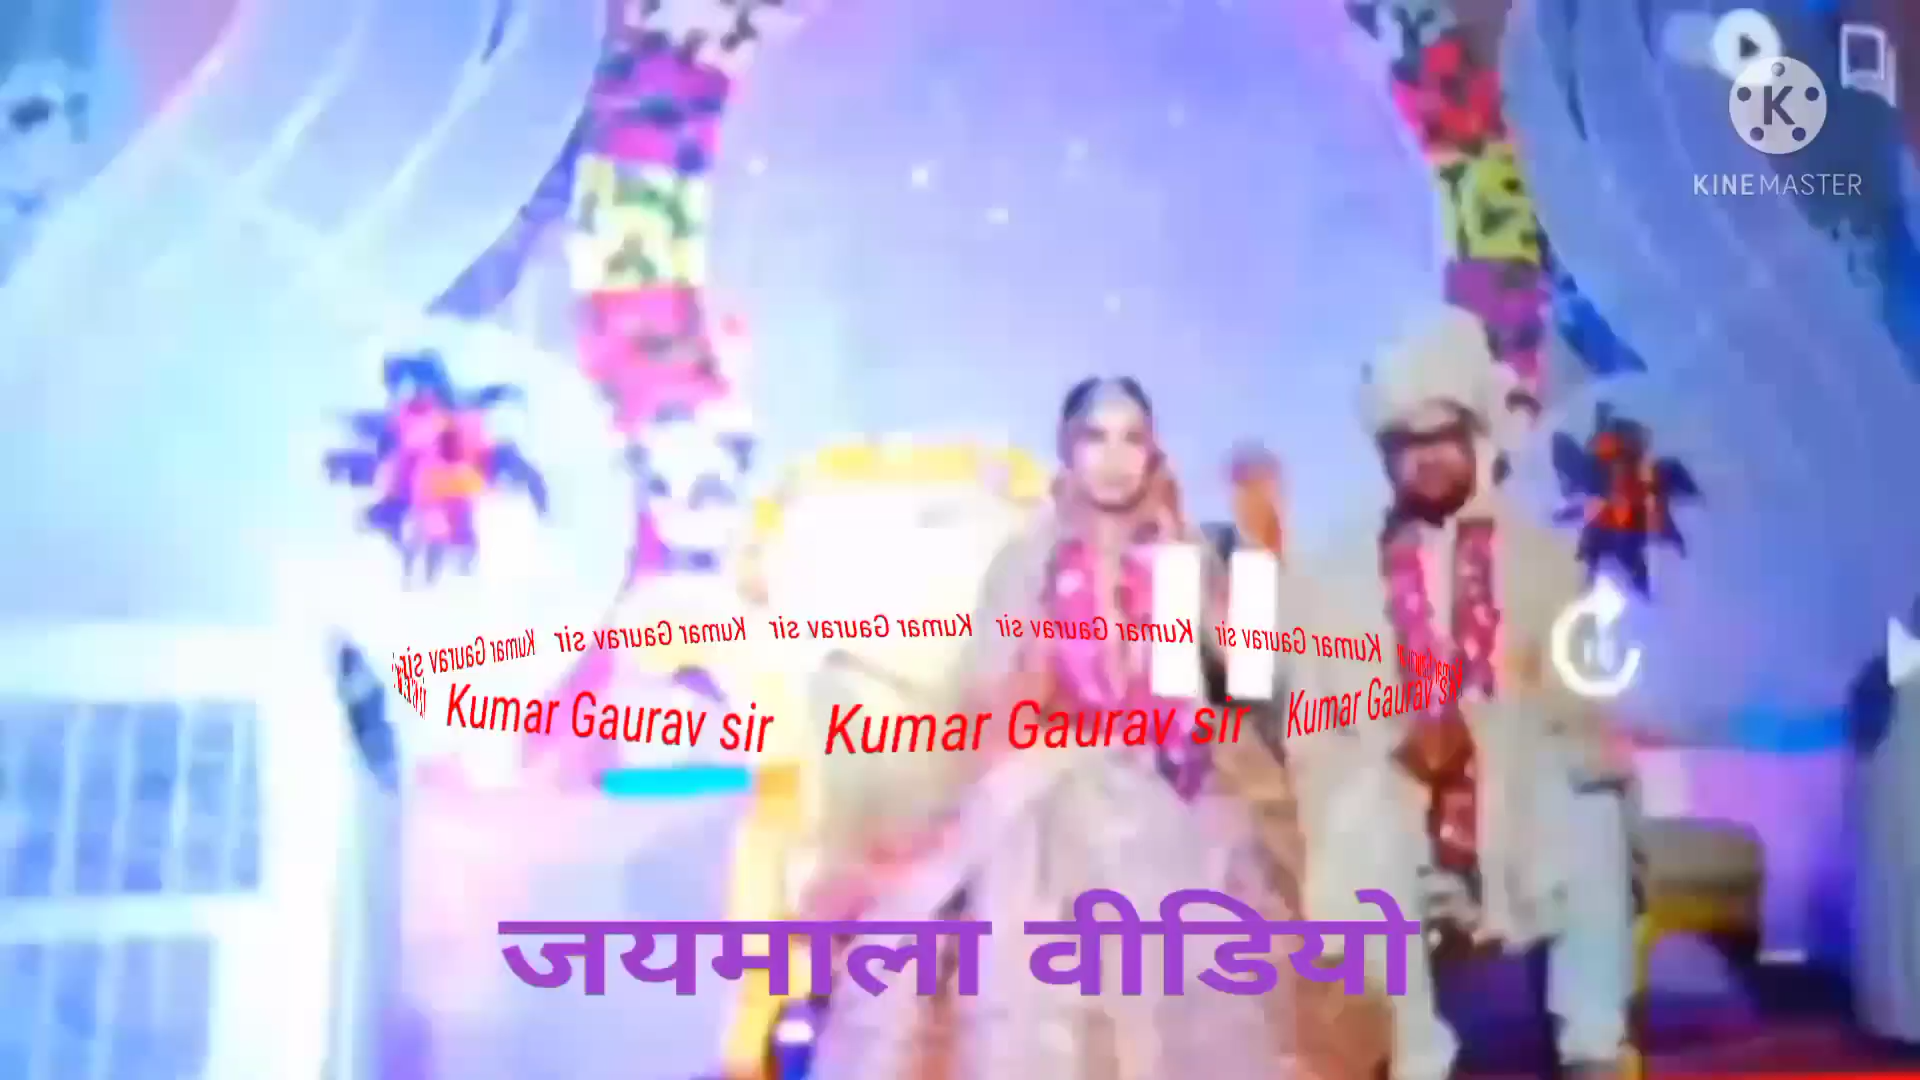 KINEMASTER
Kumar Gaurav sir Kumar Gaurav sir Kumar Gaurav sir Kumar Gaurav sir Kumar Gaurav sir
Kumar Gaurav sir Kumar Gaurav sir Kumar Gaurav sir
जयमाला वीडियो